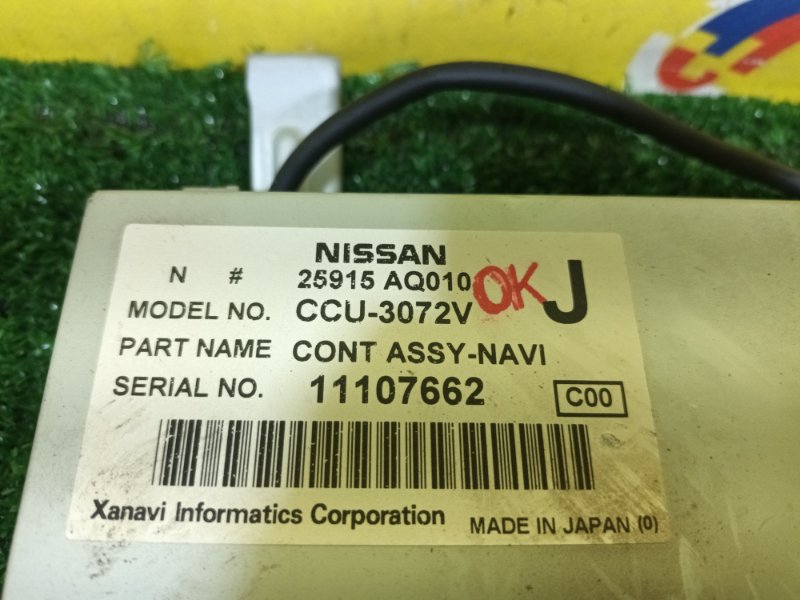 NISSAN
N # 25915 AQ010 OK J
MODEL NO. CCU-3072V
PART NAME CONT ASSY-NAVI
SERIAL NO. 11107662 C00
Xanavi Informatics Corporation MADE IN JAPAN (0)